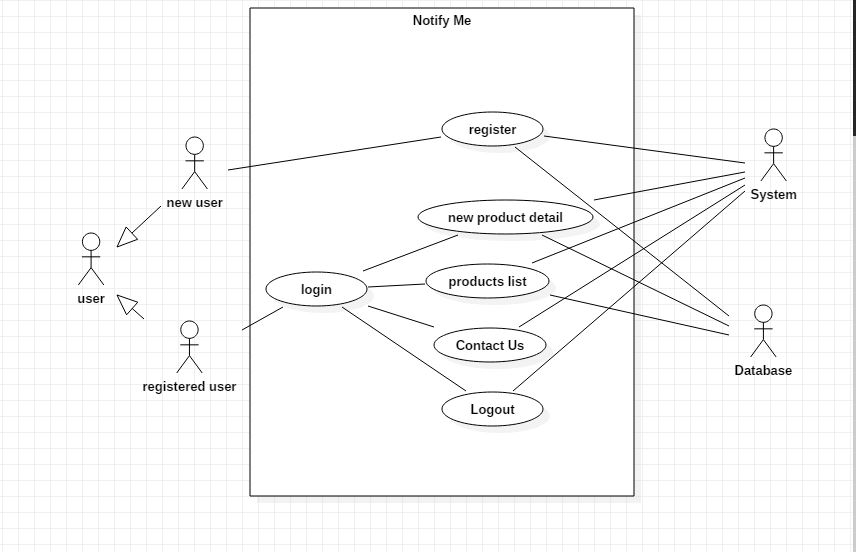 Notify Me
register
new user
System
new product detail
user
products list
login
Contact Us
Database
registered user
Logout